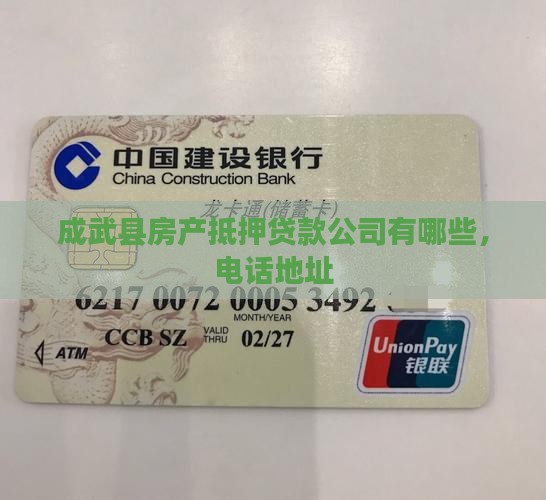 中国建设银行
China Construction Bank
龙卡通(储蓄卡)
成武县房产抵押贷款公司有哪些，
电话地址
6217 0072 0005 3492
MONTH/YEAR
CCB SZ VALID THRU 02/27
ATM
UnionPay
银联